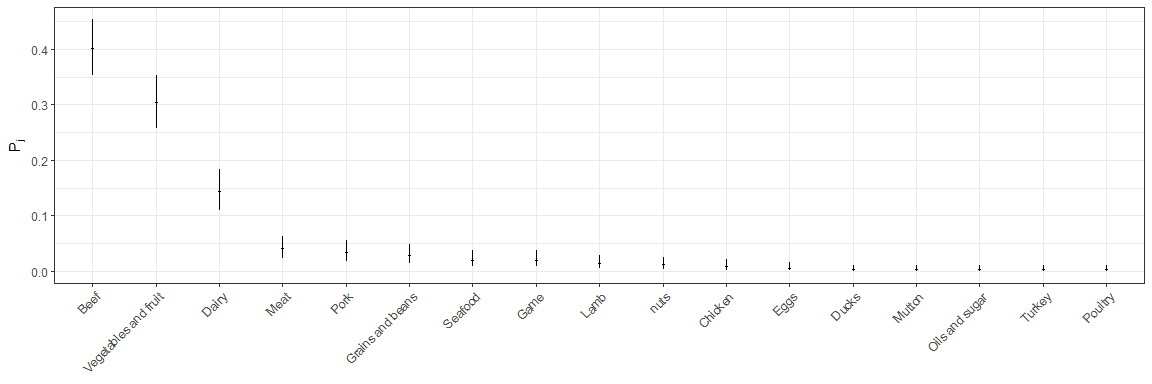 0.4
0.3
0.2
0.1
0.0
Pj
Beef
Vegetables and fruit
Dairy
Meat
Pork
Grains and beans
Seafood
Game
Lamb
nuts
Chicken
Eggs
Ducks
Mutton
Oils and sugar
Turkey
Poultry